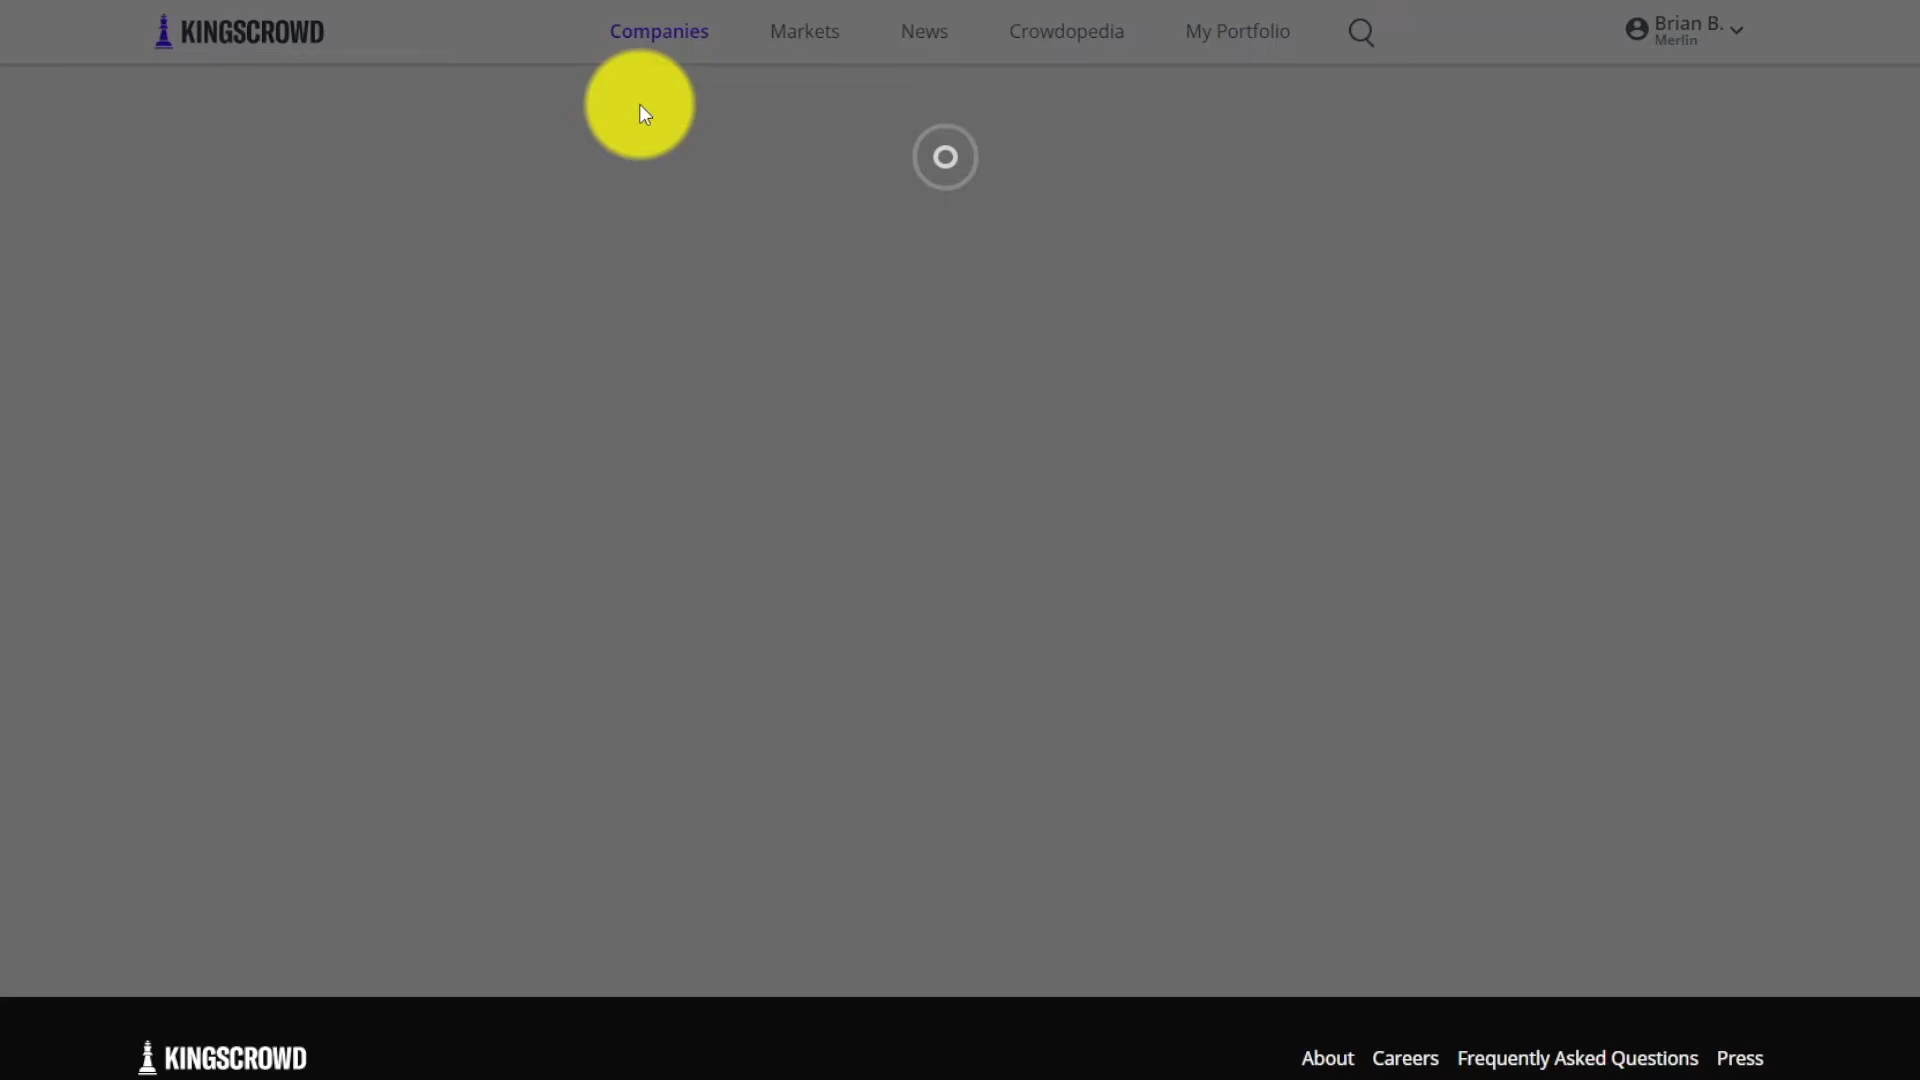 KINGSCROWD
Companies Markets News Crowdopedia My Portfolio
Brian B.
Merlin
KINGSCROWD
About Careers Frequently Asked Questions Press